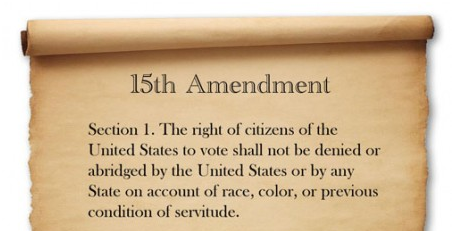 15th Amendment
Section 1. The right of citizens of the
United States to vote shall not be denied or
abridged by the United States or by any
State on account of race, color, or previous
condition of servitude.